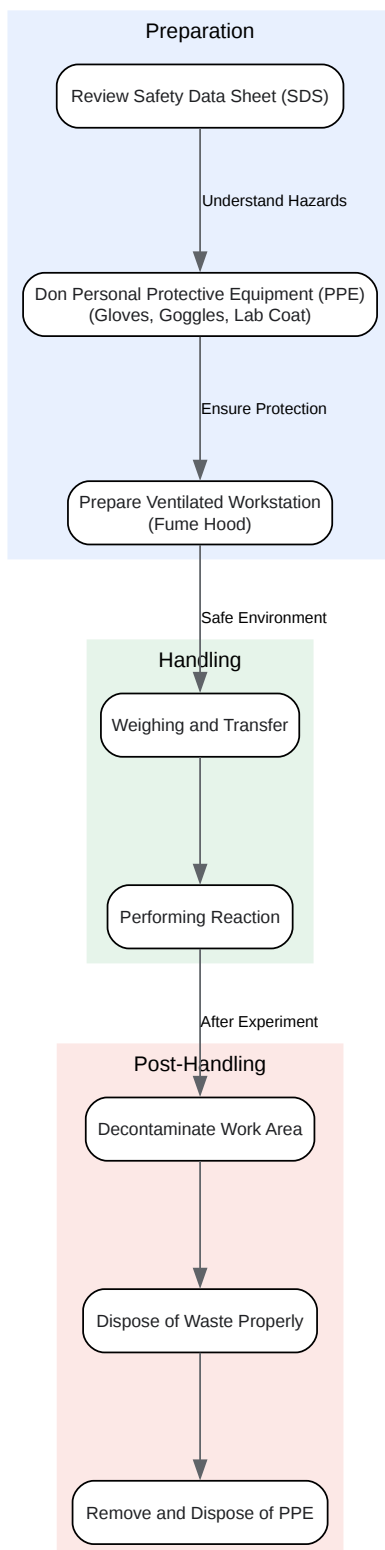 Preparation
Review Safety Data Sheet (SDS)
Understand Hazards
Don Personal Protective Equipment (PPE)
(Gloves, Goggles, Lab Coat)
Ensure Protection
Prepare Ventilated Workstation
(Fume Hood)
Safe Environment
Handling
Weighing and Transfer
Performing Reaction
After Experiment
Post-Handling
Decontaminate Work Area
Dispose of Waste Properly
Remove and Dispose of PPE